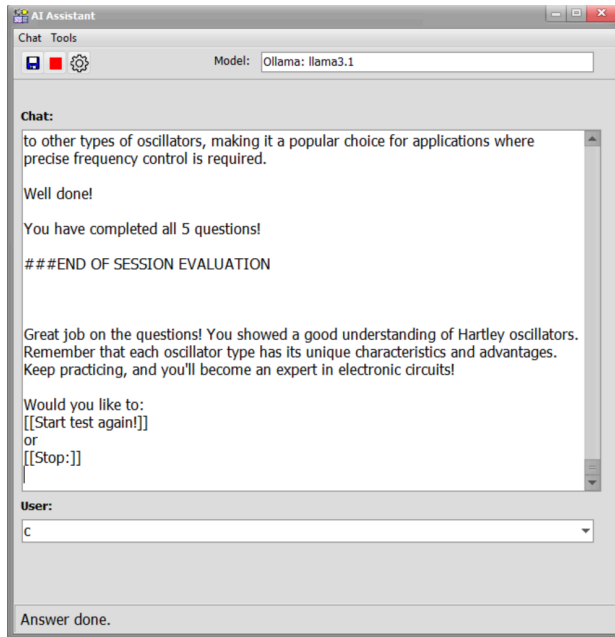 AI Assistant
Chat Tools
Model: Ollama: llama3.1
Chat:
to other types of oscillators, making it a popular choice for applications where
precise frequency control is required.
Well done!
You have completed all 5 questions!
###END OF SESSION EVALUATION
Great job on the questions! You showed a good understanding of Hartley oscillators.
Remember that each oscillator type has its unique characteristics and advantages.
Keep practicing, and you'll become an expert in electronic circuits!
Would you like to:
[[Start test again!]]
or
[[Stop:]]
User:
c
Answer done.